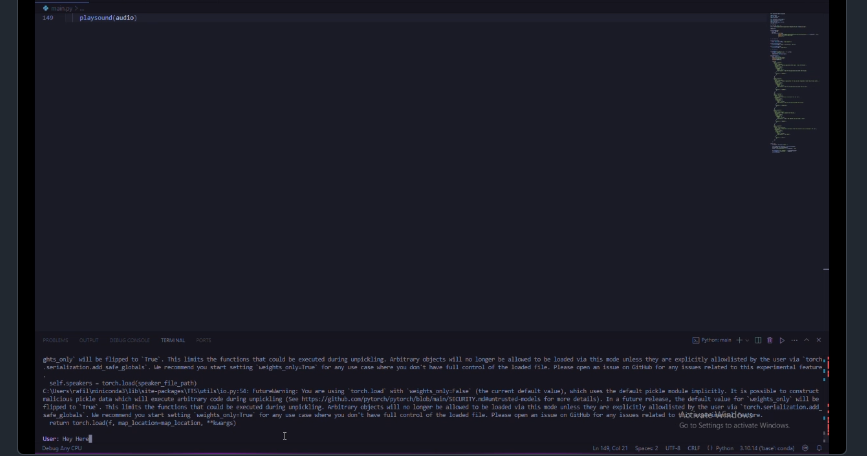 main.py > ...
149 playsound(audio)
PROBLEMS OUTPUT DEBUG CONSOLE TERMINAL PORTS
Python: main
ghts_only` will be flipped to `True`. This limits the functions that could be executed during unpickling. Arbitrary objects will no longer be allowed to be loaded via this mode unless they are explicitly allowlisted by the user via `torch
.serialization.add_safe_globals`. We recommend you start setting `weights_only=True` for any use case where you don't have full control of the loaded file. Please open an issue on GitHub for any issues related to this experimental feature
.
self.speakers = torch.load(speaker_file_path)
FutureWarning: You are using `torch.load` with `weights_only=False` (the current default value), which uses the default pickle module implicitly. It is possible to construct
malicious pickle data which will execute arbitrary code during unpickling (See https://github.com/pytorch/pytorch/blob/main/SECURITY.md#untrusted-models for more details). In a future release, the default value for `weights_only` will be
flipped to `True`. This limits the functions that could be executed during unpickling. Arbitrary objects will no longer be allowed to be loaded via this mode unless they are explicitly allowlisted by the user via `torch.serialization.add_
safe_globals`. We recommend you start setting `weights_only=True` for any use case where you don't have full control of the loaded file. Please open an issue on GitHub for any issues related to this experimental feature.
return torch.load(f, map_location=map_location, **kwargs)
Activate Windows
Go to Settings to activate Windows.
User: Hey Here
Debug Any CPU
Ln 149, Col 21 Spaces: 2 UTF-8 CRLF Python 3.10.14 ('base': conda)